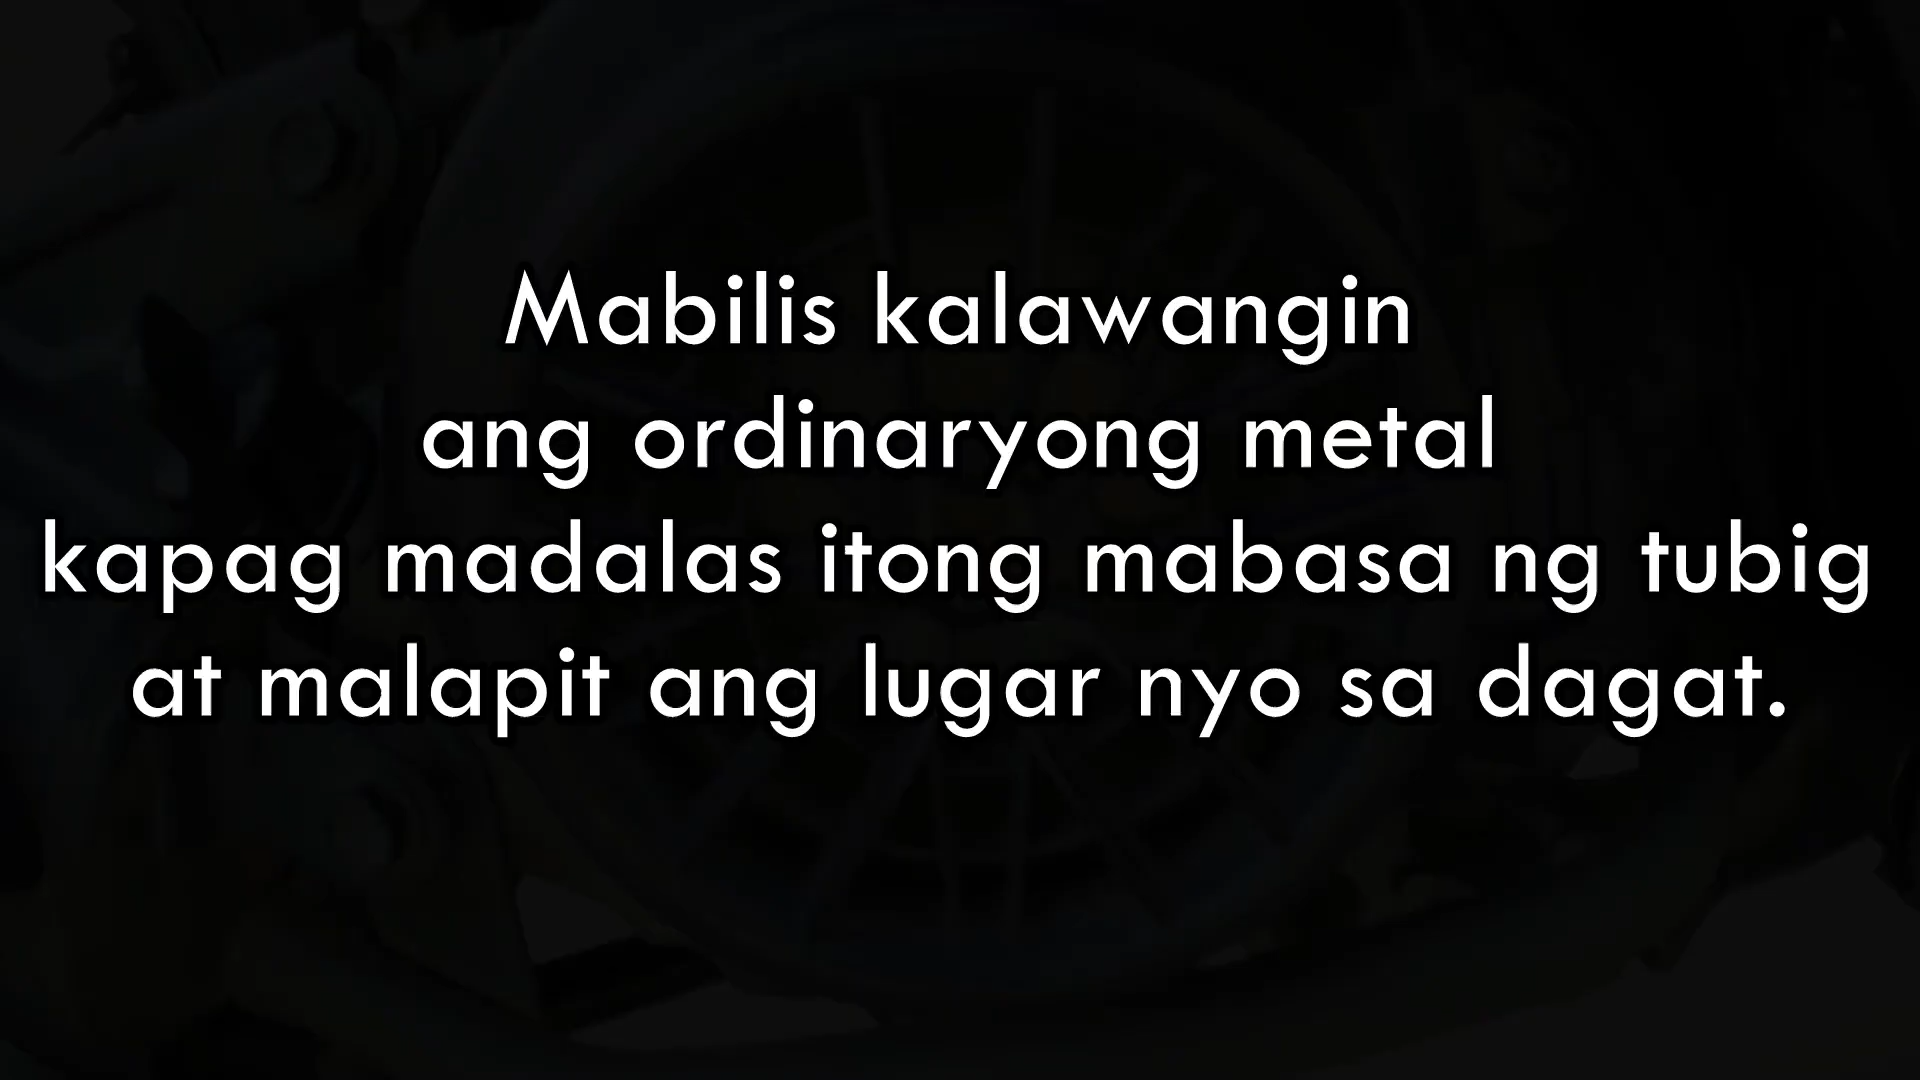 Mabilis kalawangin
ang ordinaryong metal
kapag madalas itong mabasa ng tubig
at malapit ang lugar nyo sa dagat.